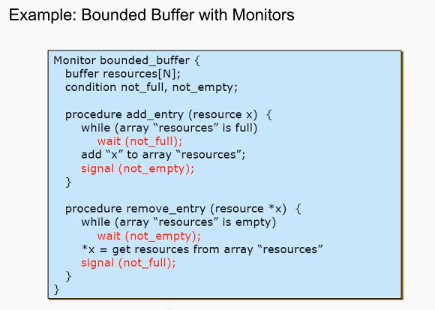 Example: Bounded Buffer with Monitors
Monitor bounded_buffer {
buffer resources[N];
condition not_full, not_empty;
procedure add_entry (resource x) {
while (array "resources" is full)
wait (not_full);
add "x" to array "resources";
signal (not_empty);
}
procedure remove_entry (resource *x) {
while (array "resources" is empty)
wait (not_empty);
*x = get resources from array "resources"
signal (not_full);
}
}